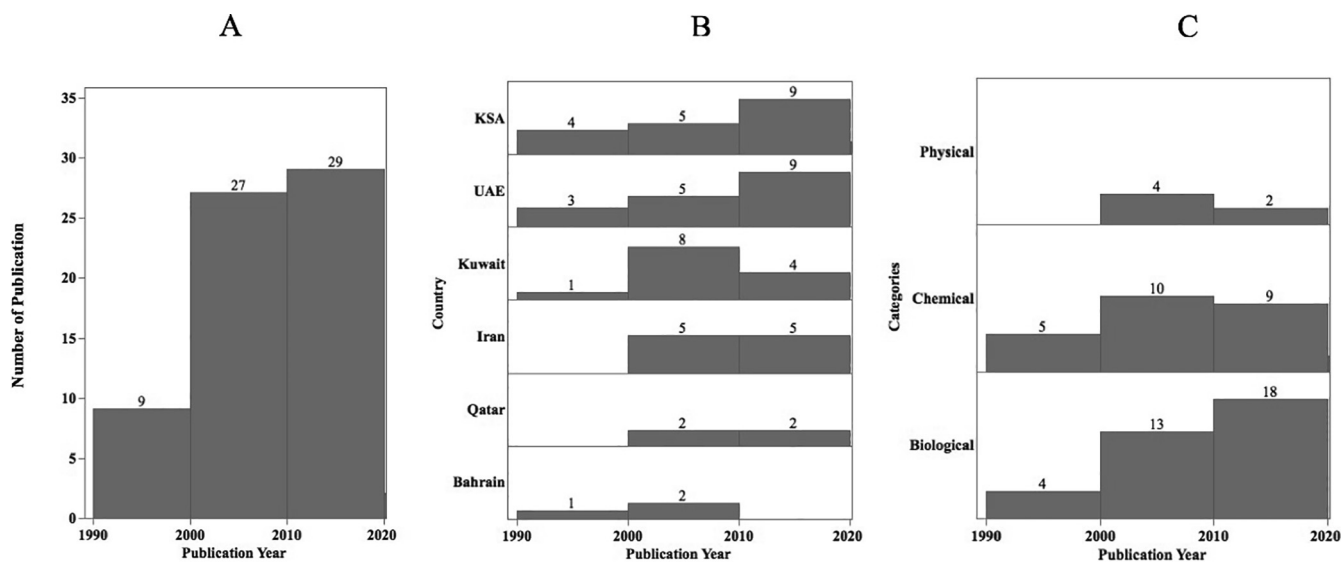 A
35
30
25
20
15
10
5
0
Number of Publication
9
27
29
1990
2000
2010
2020
Publication Year
B
Country
KSA
4
5
9
UAE
3
5
9
Kuwait
1
8
4
Iran
5
5
Qatar
2
2
Bahrain
1
2
1990
2000
2010
2020
Publication Year
C
Categories
Physical
4
2
Chemical
5
10
9
Biological
4
13
18
1990
2000
2010
2020
Publication Year